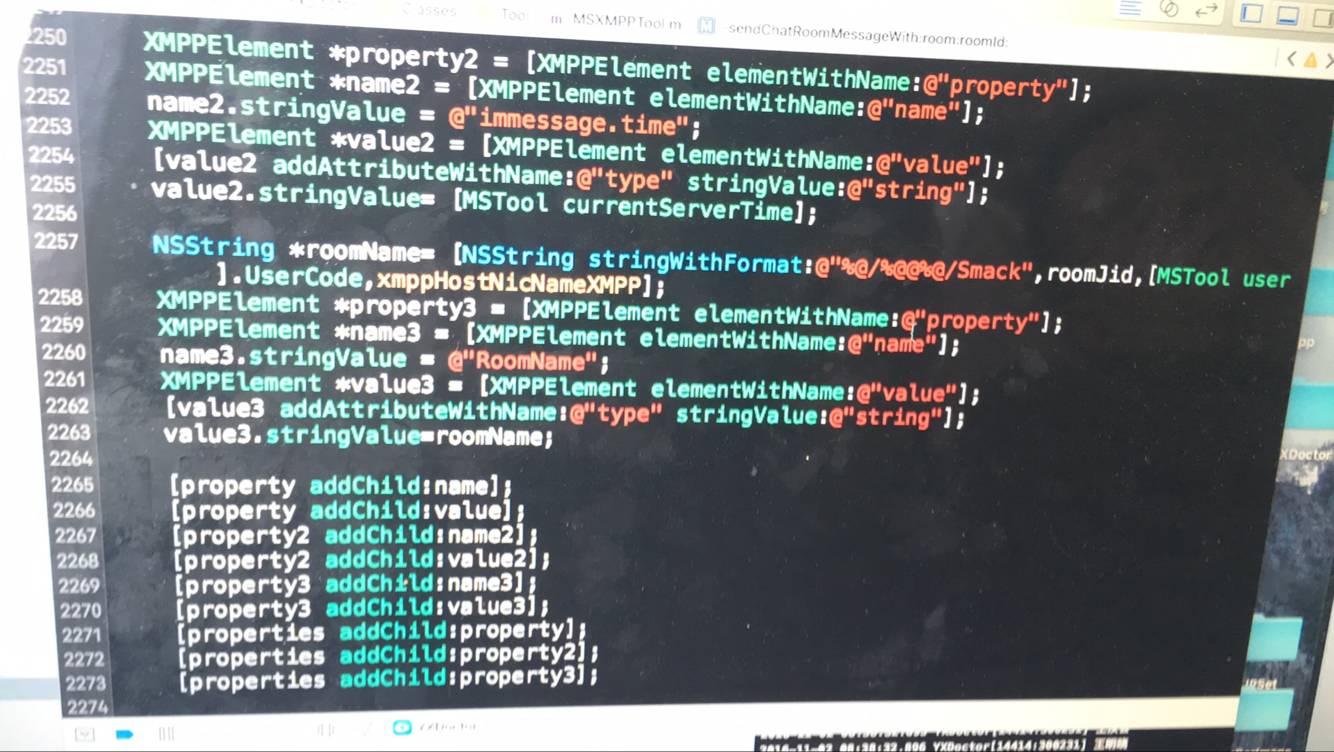 Classes
Tool
m MSXMPPTool.m
M
sendChatRoomMessageWith:room:roomId:
2250 XMPPElement *property2 = [XMPPElement elementWithName:@"property"];
2251 XMPPElement *name2 = [XMPPElement elementWithName:@"name"];
2252 name2.stringValue = @"immessage.time";
2253 XMPPElement *value2 = [XMPPElement elementWithName:@"value"];
2254 [value2 addAttributeWithName:@"type" stringValue:@"string"];
2255 value2.stringValue= [MSTool currentServerTime];
2256
2257 NSString *roomName= [NSString stringWithFormat:@"%@/%@@%@/Smack",roomJid,[MSTool user
].UserCode,xmppHostNicNameXMPP];
2258 XMPPElement *property3 = [XMPPElement elementWithName:@"property"];
2259 XMPPElement *name3 = [XMPPElement elementWithName:@"name"];
2260 name3.stringValue = @"RoomName";
2261 XMPPElement *value3 = [XMPPElement elementWithName:@"value"];
2262 [value3 addAttributeWithName:@"type" stringValue:@"string"];
2263 value3.stringValue=roomName;
2264
2265 [property addChild:name];
2266 [property addChild:value];
2267 [property2 addChild:name2];
2268 [property2 addChild:value2];
2269 [property3 addChild:name3];
2270 [property3 addChild:value3];
2271 [properties addChild:property];
2272 [properties addChild:property2];
2273 [properties addChild:property3];
2274
pp
XDoctor
YXDoctor
2016-11-02 08:38:32.896 YXDoctor[14414:300231]